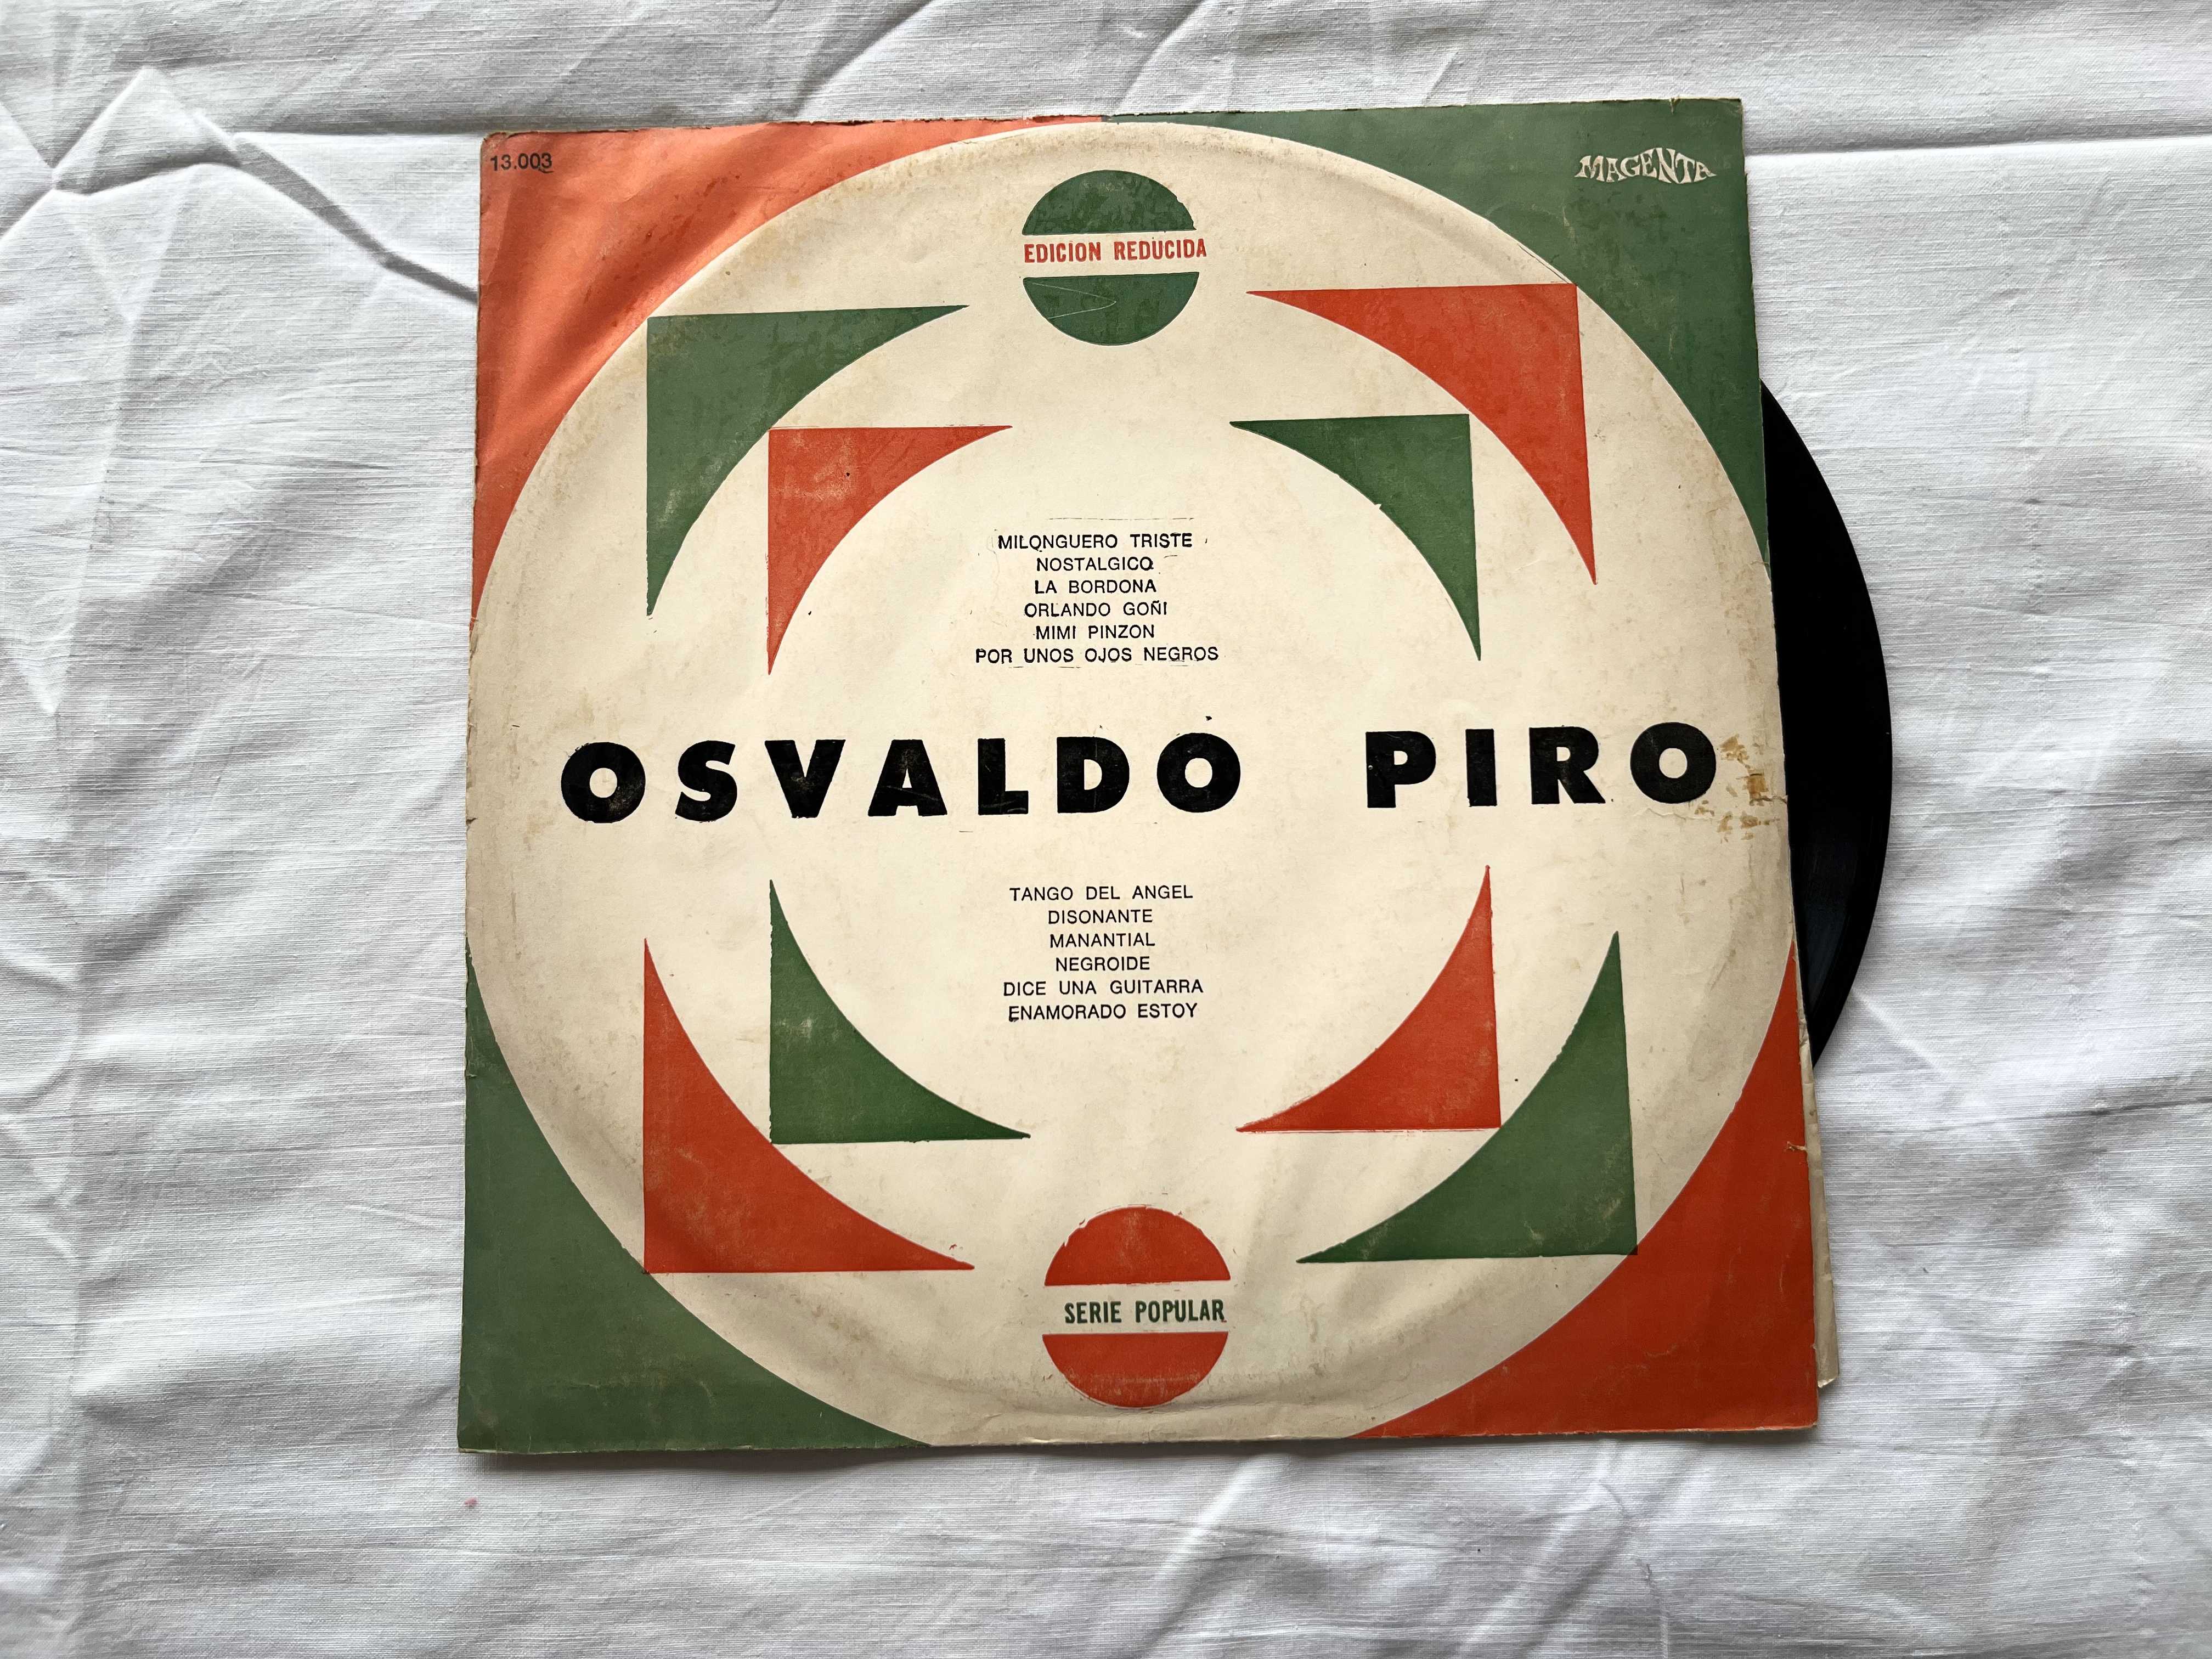 13.003
MAGENTA
EDICION REDUCIDA
MILONGUERO TRISTE
NOSTALGICO
LA BORDONA
ORLANDO GOÑI
MIMI PINZON
POR UNOS OJOS NEGROS
OSVALDO PIRO
TANGO DEL ANGEL
DISONANTE
MANANTIAL
NEGROIDE
DICE UNA GUITARRA
ENAMORADO ESTOY
SERIE POPULAR